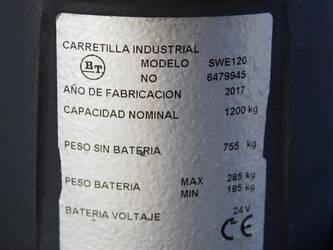 CARRETILLA INDUSTRIAL
BT MODELO SWE120
NO 6479945
AÑO DE FABRICACION 2017
CAPACIDAD NOMINAL 1200 kg
PESO SIN BATERIA 755 kg
PESO BATERIA MAX 285 kg
MIN 185 kg
BATERIA VOLTAJE 24 V
CE